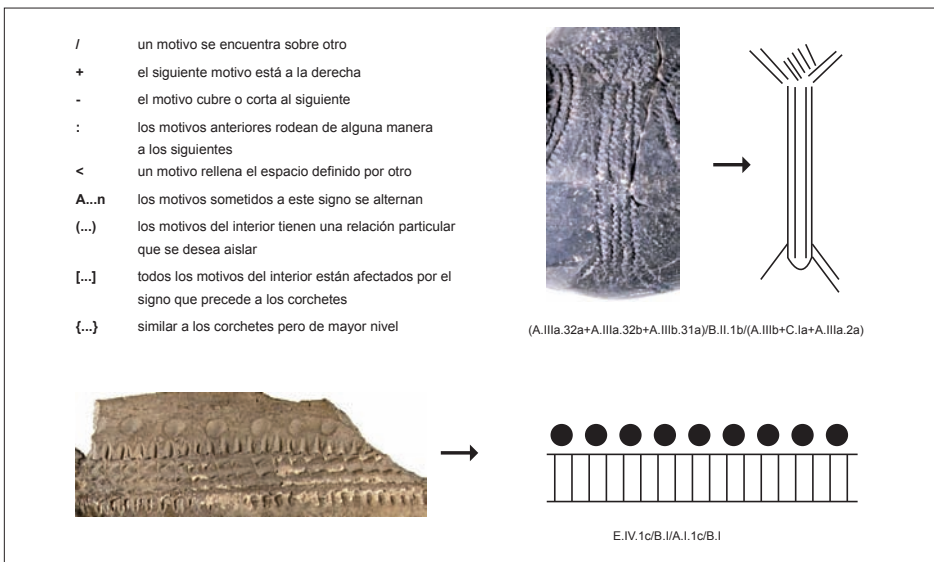 / un motivo se encuentra sobre otro
+ el siguiente motivo está a la derecha
- el motivo cubre o corta al siguiente
: los motivos anteriores rodean de alguna manera
a los siguientes
< un motivo rellena el espacio definido por otro
A...n los motivos sometidos a este signo se alternan
(...) los motivos del interior tienen una relación particular
que se desea aislar
[...] todos los motivos del interior están afectados por el
signo que precede a los corchetes
{...} similar a los corchetes pero de mayor nivel
(A.IIIa.32a+A.IIIa.32b+A.IIIb.31a)/B.II.1b/(A.IIIb+C.Ia+A.IIIa.2a)
E.IV.1c/B.I/A.I.1c/B.I